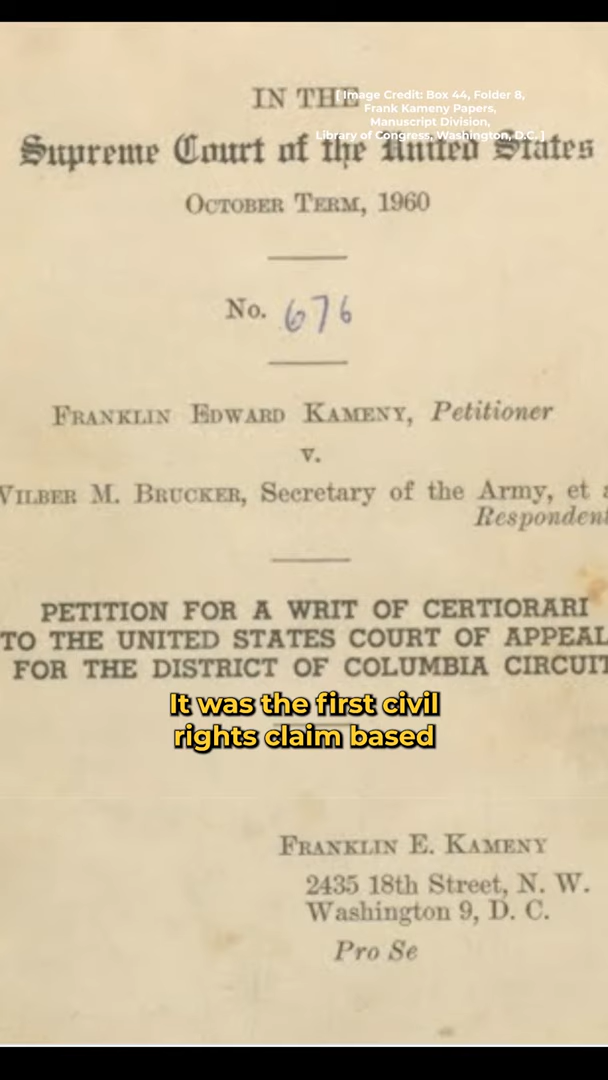 [ Image Credit: Box 44, Folder 8,
Frank Kameny Papers,
Manuscript Division,
Library of Congress, Washington, D.C. ]
IN THE
Supreme Court of the United States
OCTOBER TERM, 1960
No. 676
FRANKLIN EDWARD KAMENY, Petitioner
v.
WILBER M. BRUCKER, Secretary of the Army, et a
Respondent
PETITION FOR A WRIT OF CERTIORARI
TO THE UNITED STATES COURT OF APPEAL
FOR THE DISTRICT OF COLUMBIA CIRCUIT
It was the first civil
rights claim based
FRANKLIN E. KAMENY
2435 18th Street, N. W.
Washington 9, D. C.
Pro Se